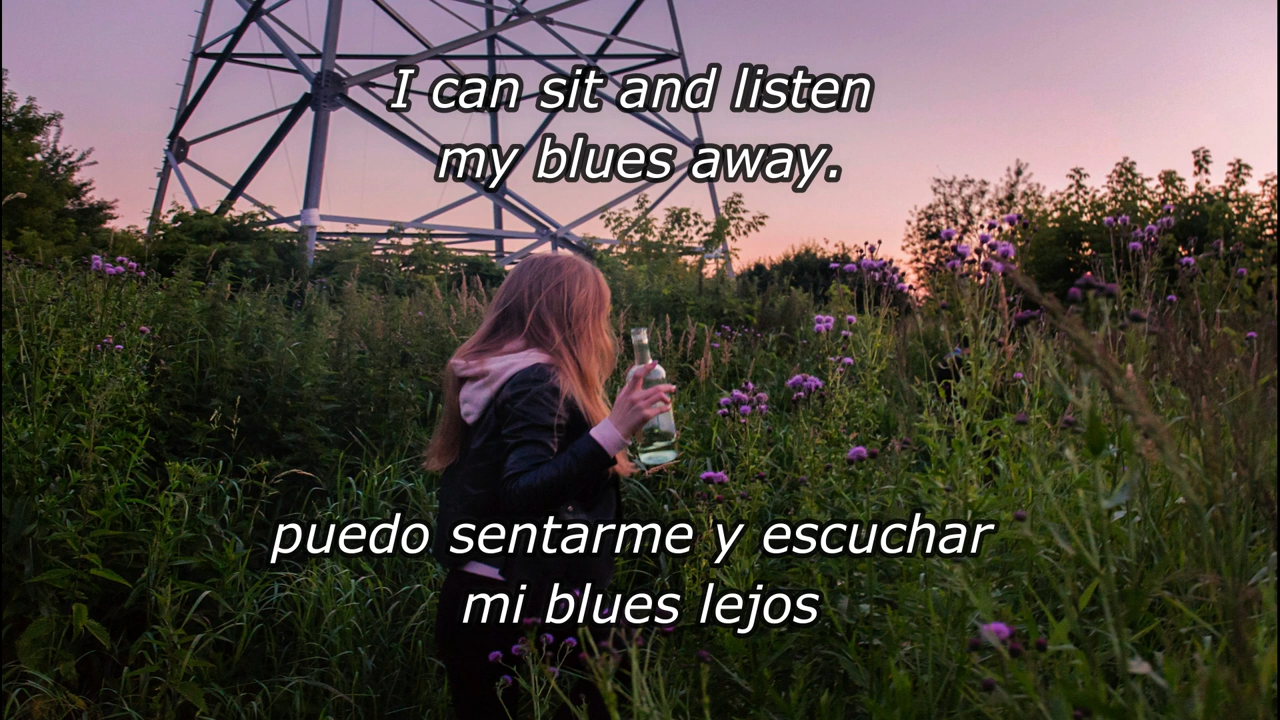 I can sit and listen
my blues away.
puedo sentarme y escuchar
mi blues lejos